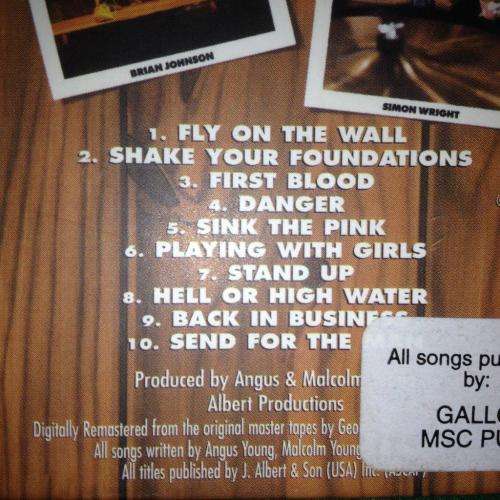 BRIAN JOHNSON
SIMON WRIGHT
1. FLY ON THE WALL
2. SHAKE YOUR FOUNDATIONS
3. FIRST BLOOD
4. DANGER
5. SINK THE PINK
6. PLAYING WITH GIRLS
7. STAND UP
8. HELL OR HIGH WATER
9. BACK IN BUSINESS
10. SEND FOR THE
Produced by Angus & Malcolm
Albert Productions
Digitally Remastered from the original master tapes by Geo
All songs written by Angus Young, Malcolm Young
All titles published by J. Albert & Son (USA) Inc. (ASCAP)
All songs pu
by:
GALLO
MSC PU